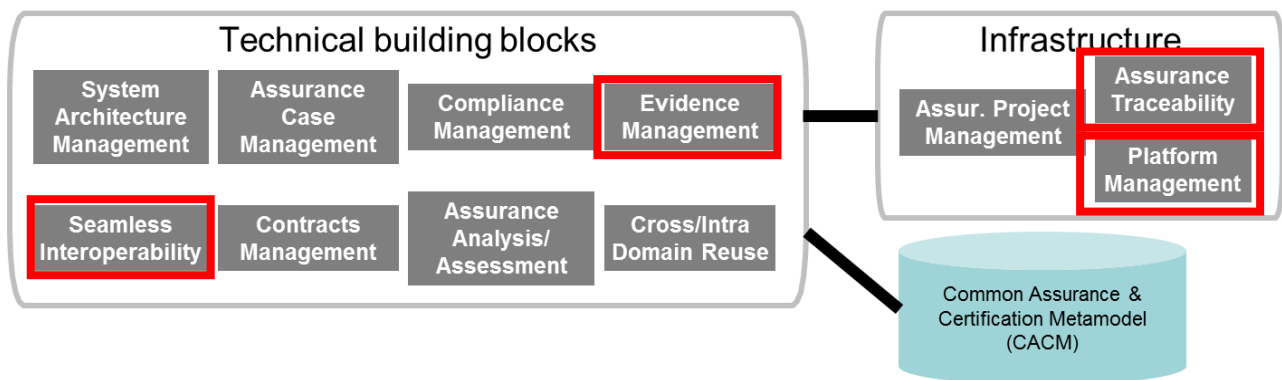 Technical building blocks
System
Architecture
Management
Assurance
Case
Management
Compliance
Management
Evidence
Management
Seamless
Interoperability
Contracts
Management
Assurance
Analysis/
Assessment
Cross/Intra
Domain Reuse
Infrastructure
Assur. Project
Management
Assurance
Traceability
Platform
Management
Common Assurance &
Certification Metamodel
(CACM)